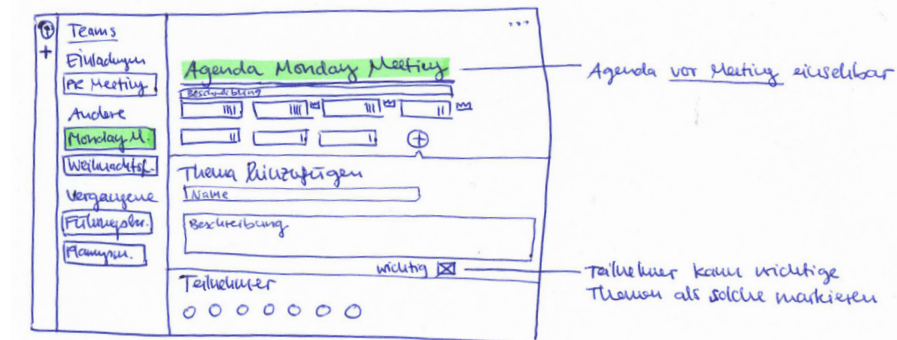 Teams
Einladungen
PR Meeting
Andere
Monday M.
Weihnachtsf.
Vergangene
Führungskr.
Planungsm.
...
Agenda Monday Meeting
Beschreibung
Thema hinzufügen
Name
Beschreibung
wichtig
Teilnehmer
Agenda vor Meeting einsehbar
Teilnehmer kann wichtige
Themen als solche markieren